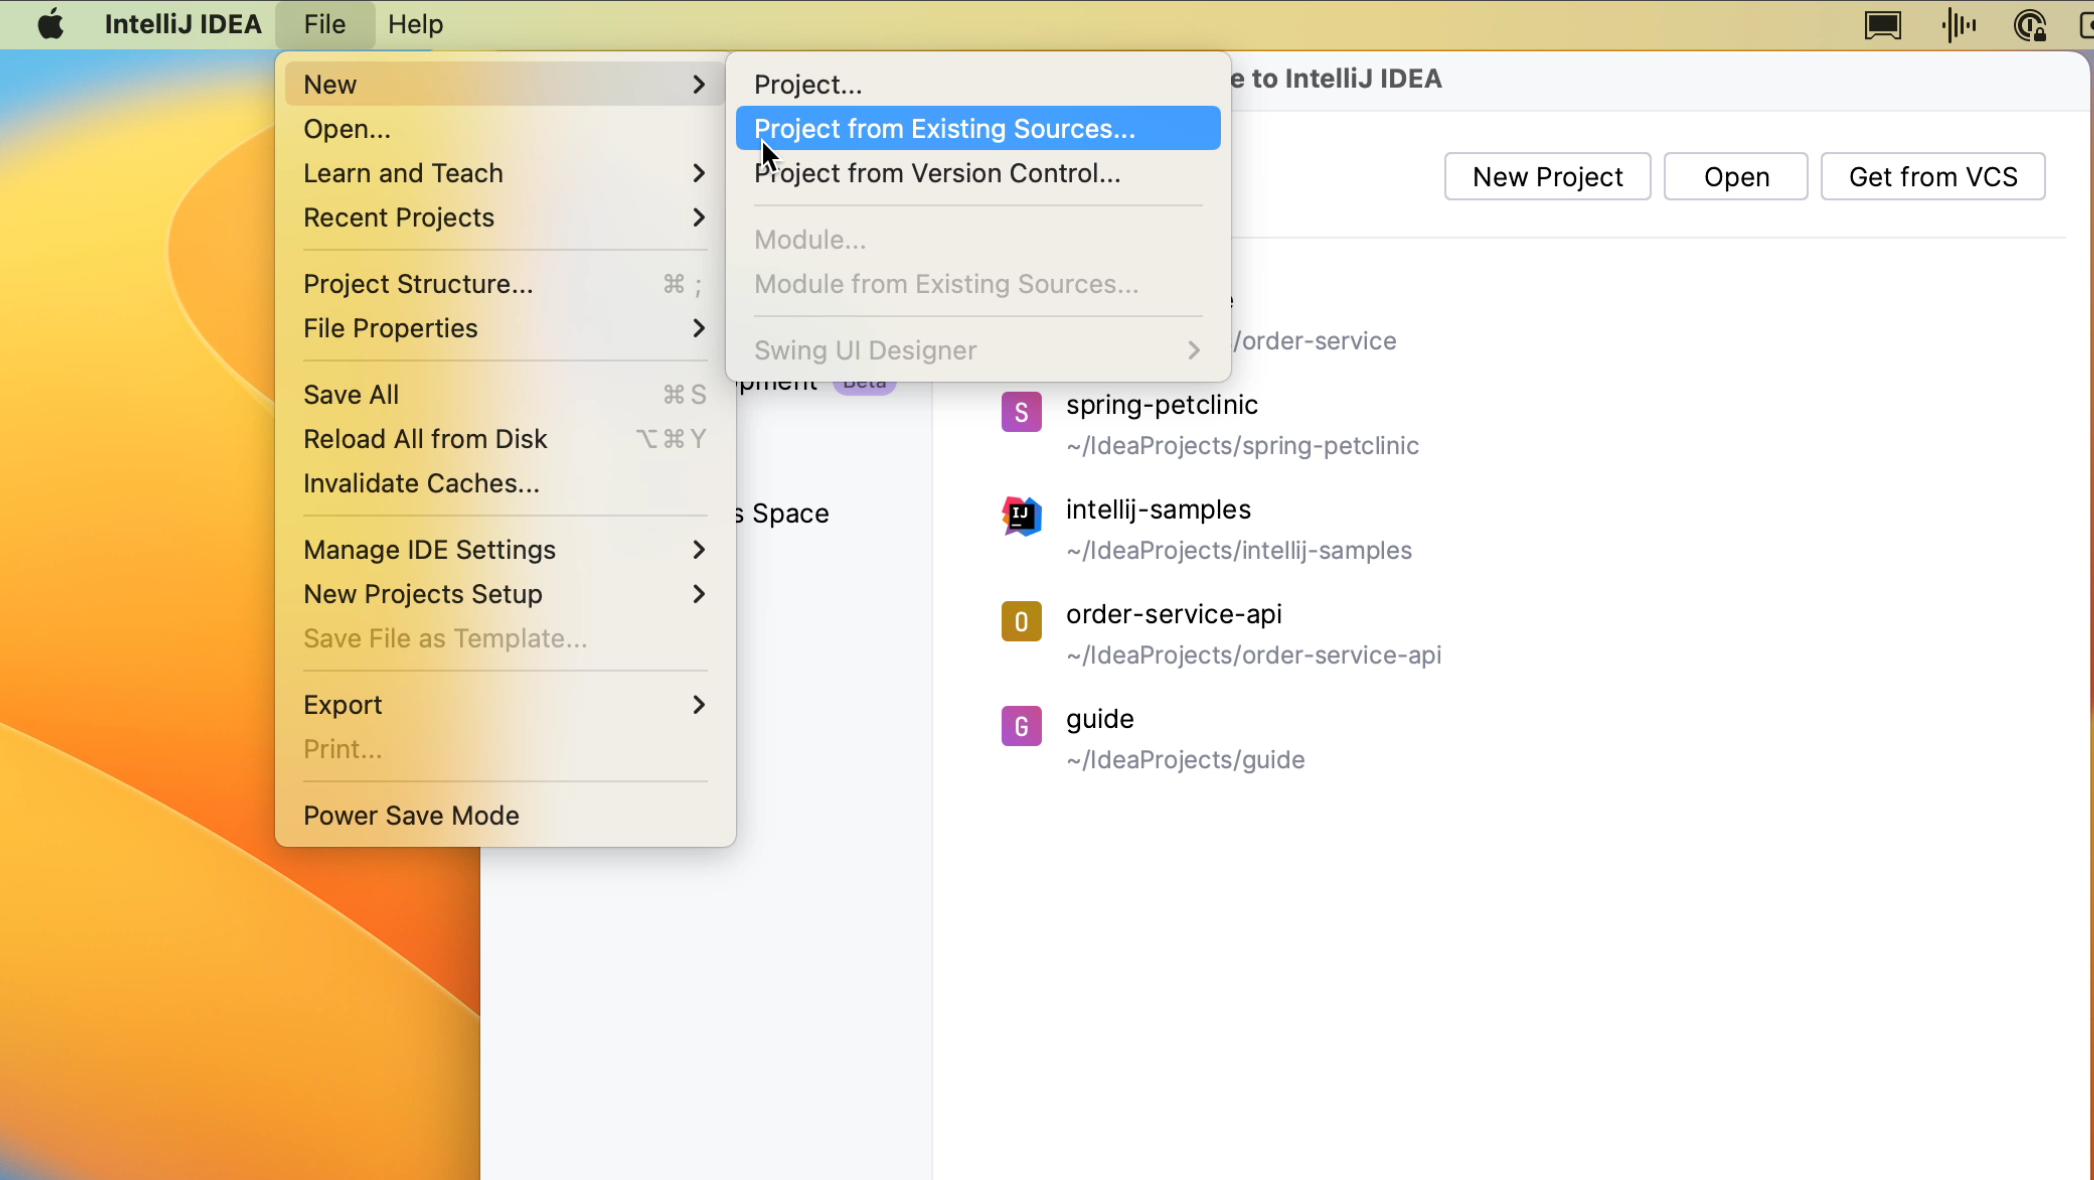 IntelliJ IDEA File Help
New
Open...
Learn and Teach
Recent Projects
Project Structure... ⌘ ;
File Properties
Save All ⌘ S
Reload All from Disk ⌥ ⌘ Y
Invalidate Caches...
Manage IDE Settings
New Projects Setup
Save File as Template...
Export
Print...
Power Save Mode
Project...
Project from Existing Sources...
Project from Version Control...
Module...
Module from Existing Sources...
Swing UI Designer
e to IntelliJ IDEA
New Project Open Get from VCS
pment Beta
s Space
/order-service
S spring-petclinic
~/IdeaProjects/spring-petclinic
IJ intellij-samples
~/IdeaProjects/intellij-samples
O order-service-api
~/IdeaProjects/order-service-api
G guide
~/IdeaProjects/guide